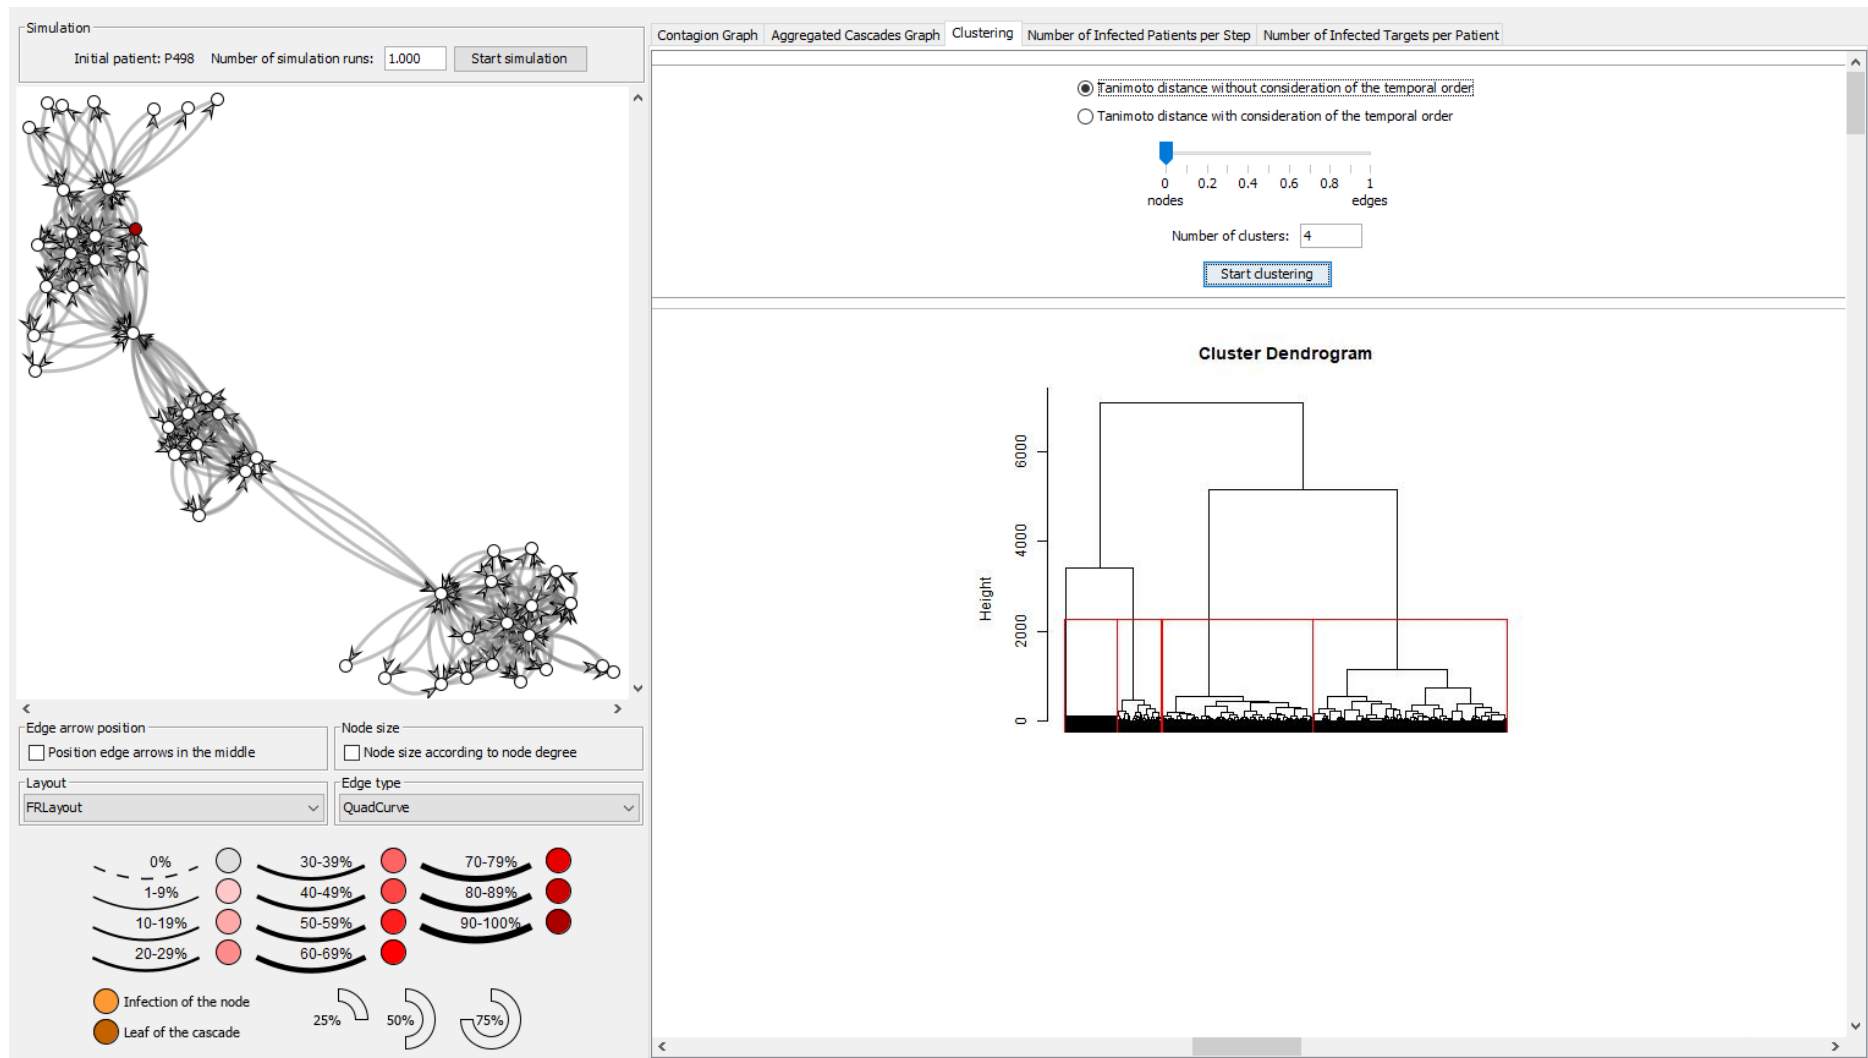 Simulation
Initial patient: P498 Number of simulation runs: 1.000 Start simulation
Contagion Graph Aggregated Cascades Graph Clustering Number of Infected Patients per Step Number of Infected Targets per Patient
Tanimoto distance without consideration of the temporal order
Tanimoto distance with consideration of the temporal order
0 0.2 0.4 0.6 0.8 1
nodes edges
Number of clusters: 4
Start clustering
Cluster Dendrogram
Height
6000
4000
2000
0
Edge arrow position
Position edge arrows in the middle
Node size
Node size according to node degree
Layout
FRLayout
Edge type
QuadCurve
0% 30-39% 70-79%
1-9% 40-49% 80-89%
10-19% 50-59% 90-100%
20-29% 60-69%
Infection of the node
Leaf of the cascade
25% 50% 75%